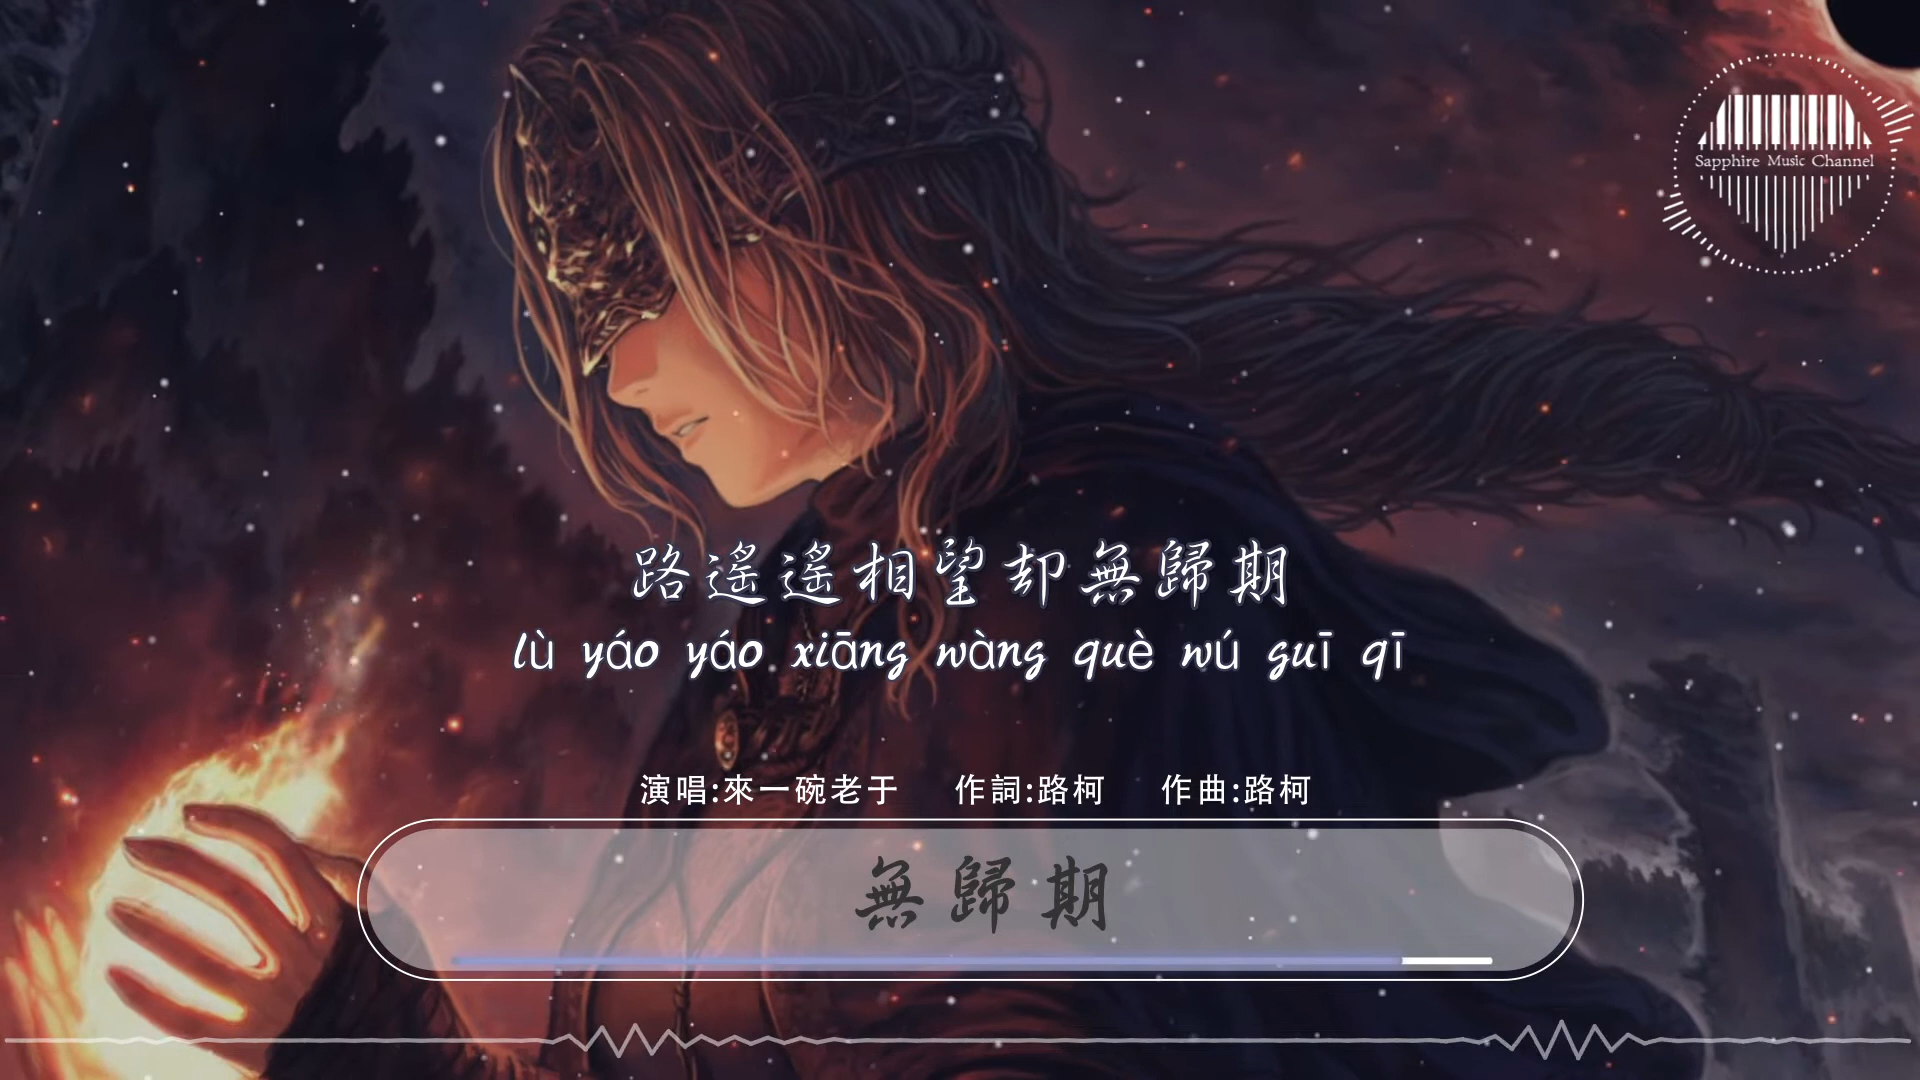 Sapphire Music Channel
路遙遙相望却無歸期
lù yáo yáo xiāng wàng què wú guī qī
演唱:來一碗老于 作詞:路柯 作曲:路柯
無歸期